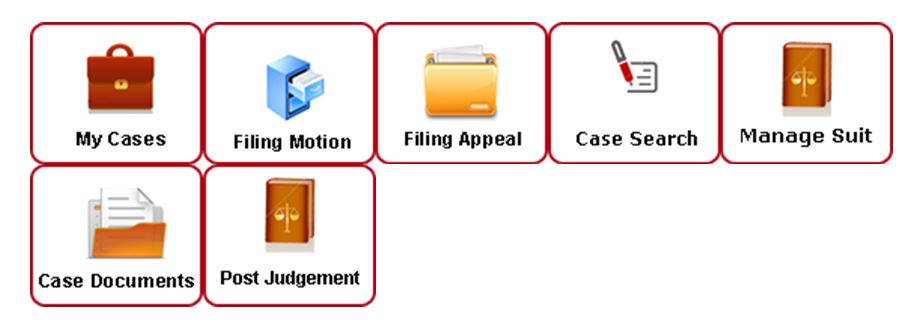 My Cases
Filing Motion
Filing Appeal
Case Search
Manage Suit
Case Documents
Post Judgement